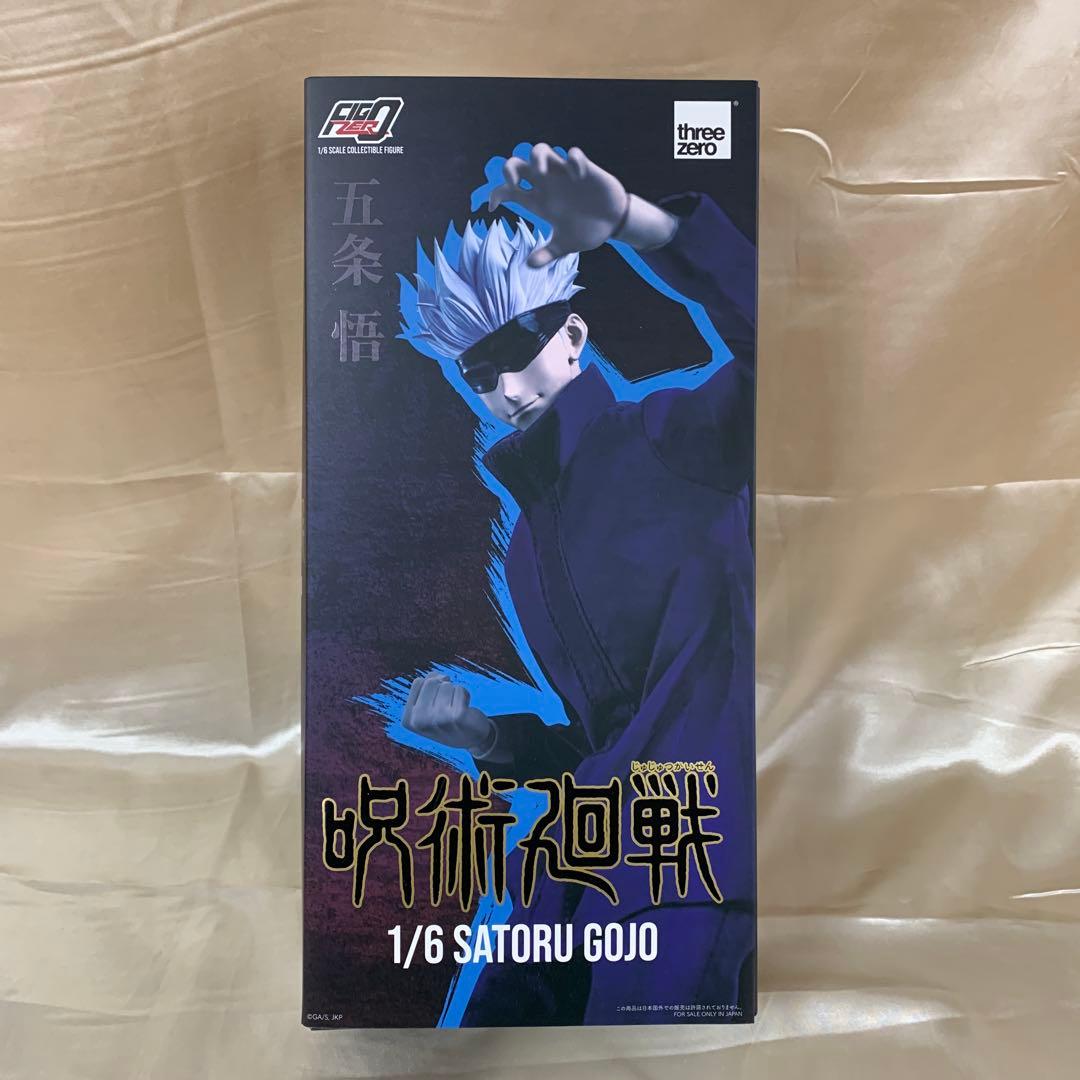 FIGZERO
1/6 SCALE COLLECTIBLE FIGURE
three
zero
®
五条 悟
じゅじゅつかいせん
呪術廻戦
1/6 SATORU GOJO
©GA/S, JKP
この商品は日本国外での販売は許諾されておりません。
FOR SALE ONLY IN JAPAN